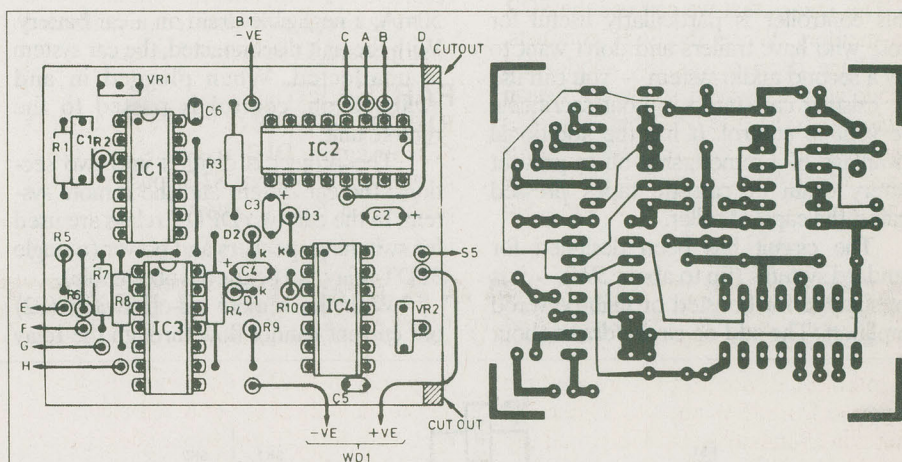 B1
-VE
C A B D
CUTOUT
VR1
C6
R1
C1
R2
IC1
R3
IC2
C3
+
D3
C2
+
D2
k
k
R5
S5
+
C4
R7
R6
R8
D1
R10
IC4
VR2
IC3
R4
R9
F
G
H
C5
CUT OUT
-VE
+VE
WD1